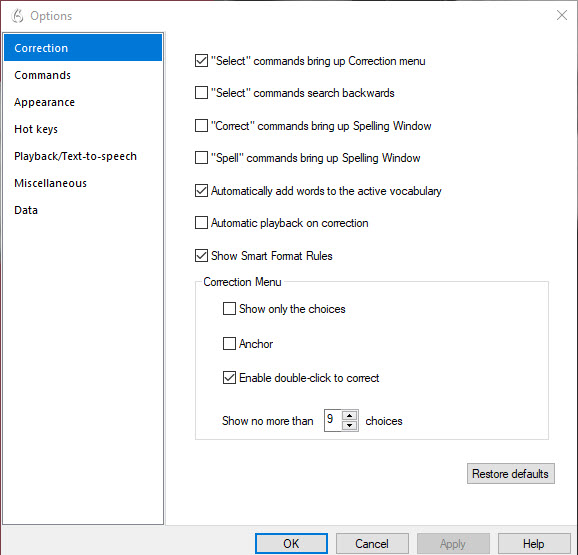 Options
Correction
Commands
Appearance
Hot keys
Playback/Text-to-speech
Miscellaneous
Data
"Select" commands bring up Correction menu
"Select" commands search backwards
"Correct" commands bring up Spelling Window
"Spell" commands bring up Spelling Window
Automatically add words to the active vocabulary
Automatic playback on correction
Show Smart Format Rules
Correction Menu
Show only the choices
Anchor
Enable double-click to correct
Show no more than 9 choices
Restore defaults
OK Cancel Apply Help